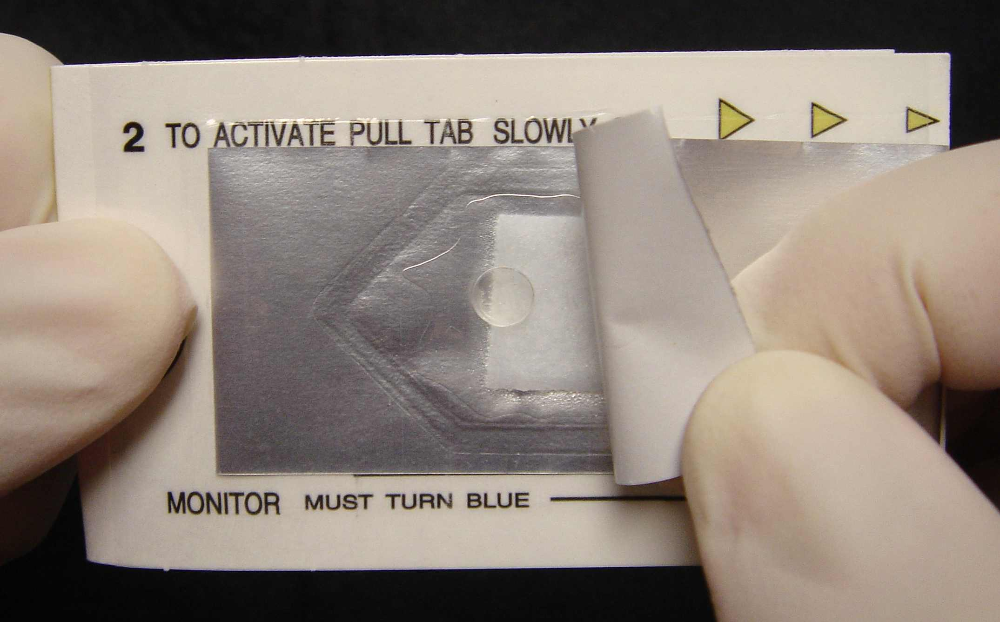 2 TO ACTIVATE PULL TAB SLOWLY
MONITOR MUST TURN BLUE